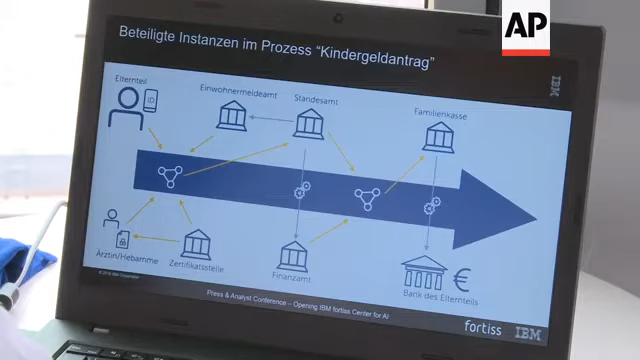 AP
Beteiligte Instanzen im Prozess “Kindergeldantrag”
IBM
Elternteil
ID
Einwohnermeldeamt
Standesamt
Familienkasse
Ärztin/Hebamme
Zertifikatsstelle
Finanzamt
€
Bank des Elternteils
Press & Analyst Conference – Opening IBM fortiss Center for AI
fortiss
IBM